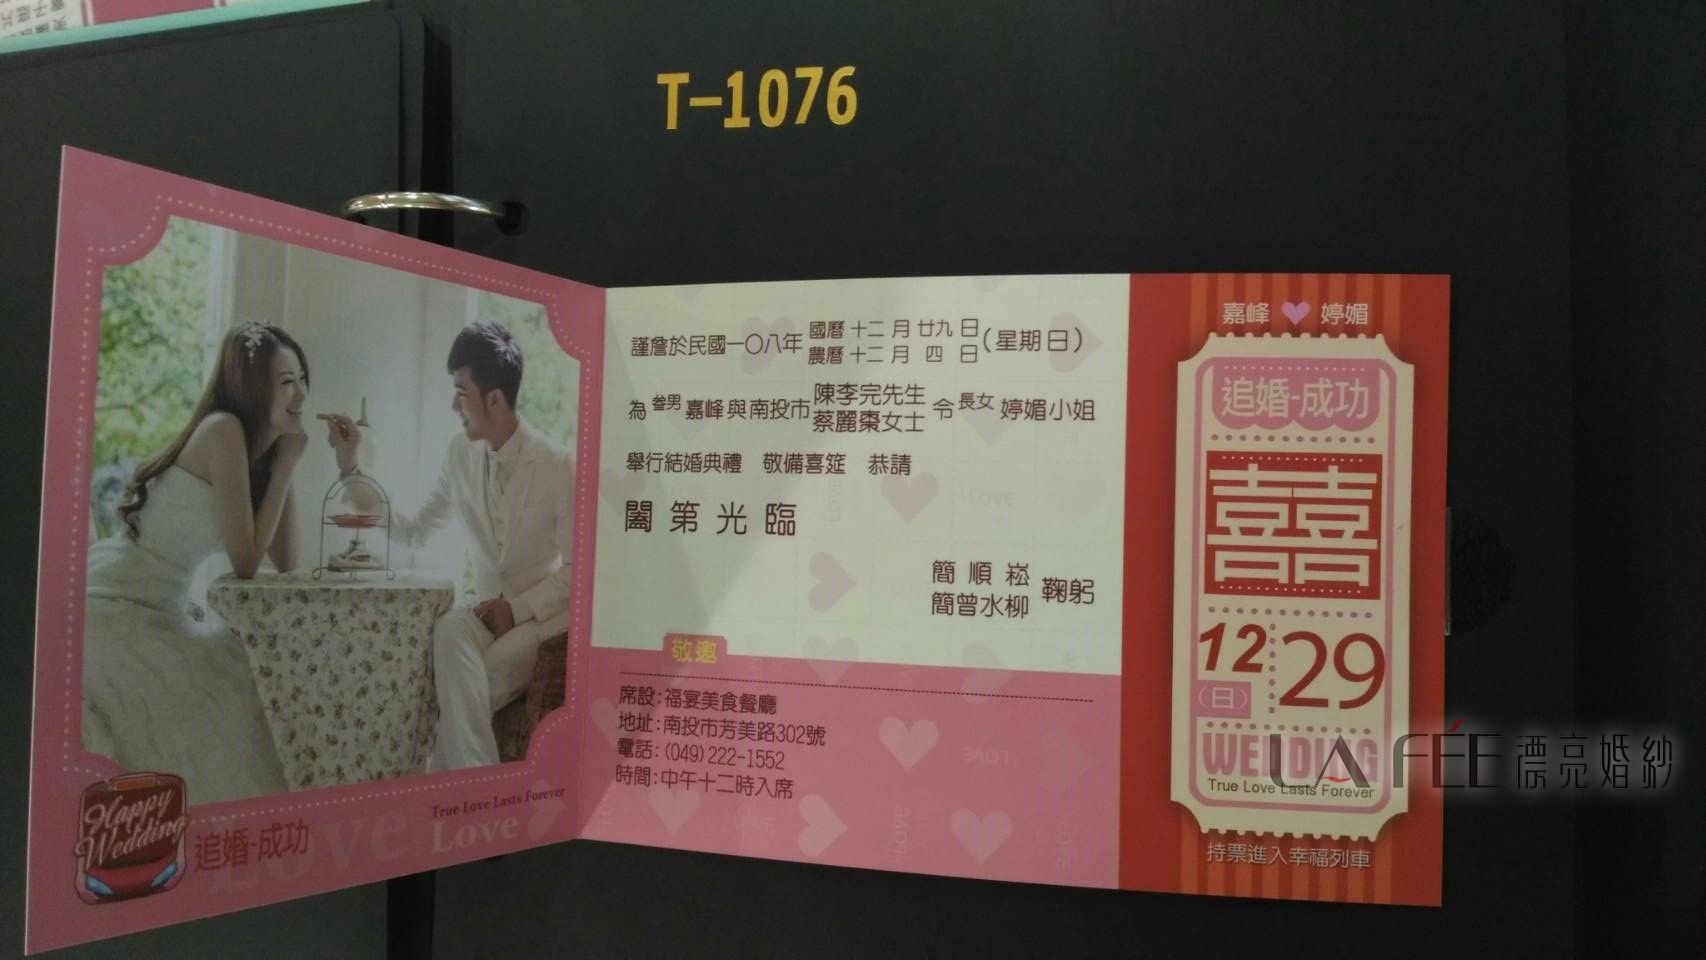 T-1076
謹詹於民國一〇八年 國曆十二月廿九日 農曆十二月四日 (星期日)
為參男嘉峰與南投市 陳李完先生 蔡麗棗女士 令長女 婷媚小姐
舉行結婚典禮 敬備喜筵 恭請
闔第光臨
簡順崧
簡曾水柳 鞠躬
敬邀
席設:福宴美食餐廳
地址:南投市芳美路302號
電話:(049)222-1552
時間:中午十二時入席
嘉峰 婷媚
追婚-成功
囍
12 29
(日)
WEDDING
True Love Lasts Forever
持票進入幸福列車
Happy
Wedding
追婚-成功
True Love Lasts Forever
Love
LA FÉE 漂亮婚紗